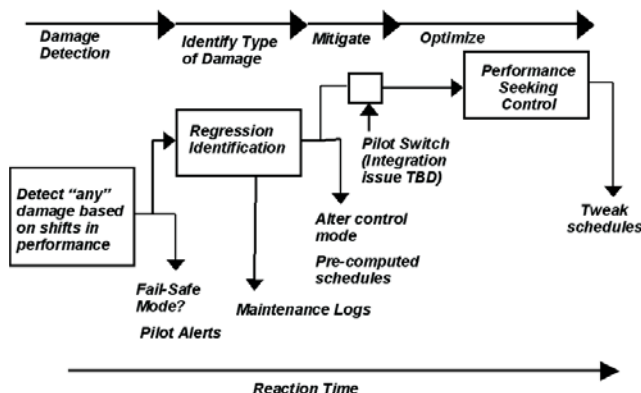 Damage
Detection
Identify Type
of Damage
Mitigate
Optimize
Performance
Seeking
Control
Regression
Identification
Pilot Switch
(Integration
issue TBD)
Detect “any”
damage based
on shifts in
performance
Alter control
mode
Pre-computed
schedules
Tweak
schedules
Fail-Safe
Mode?
Pilot Alerts
Maintenance Logs
Reaction Time